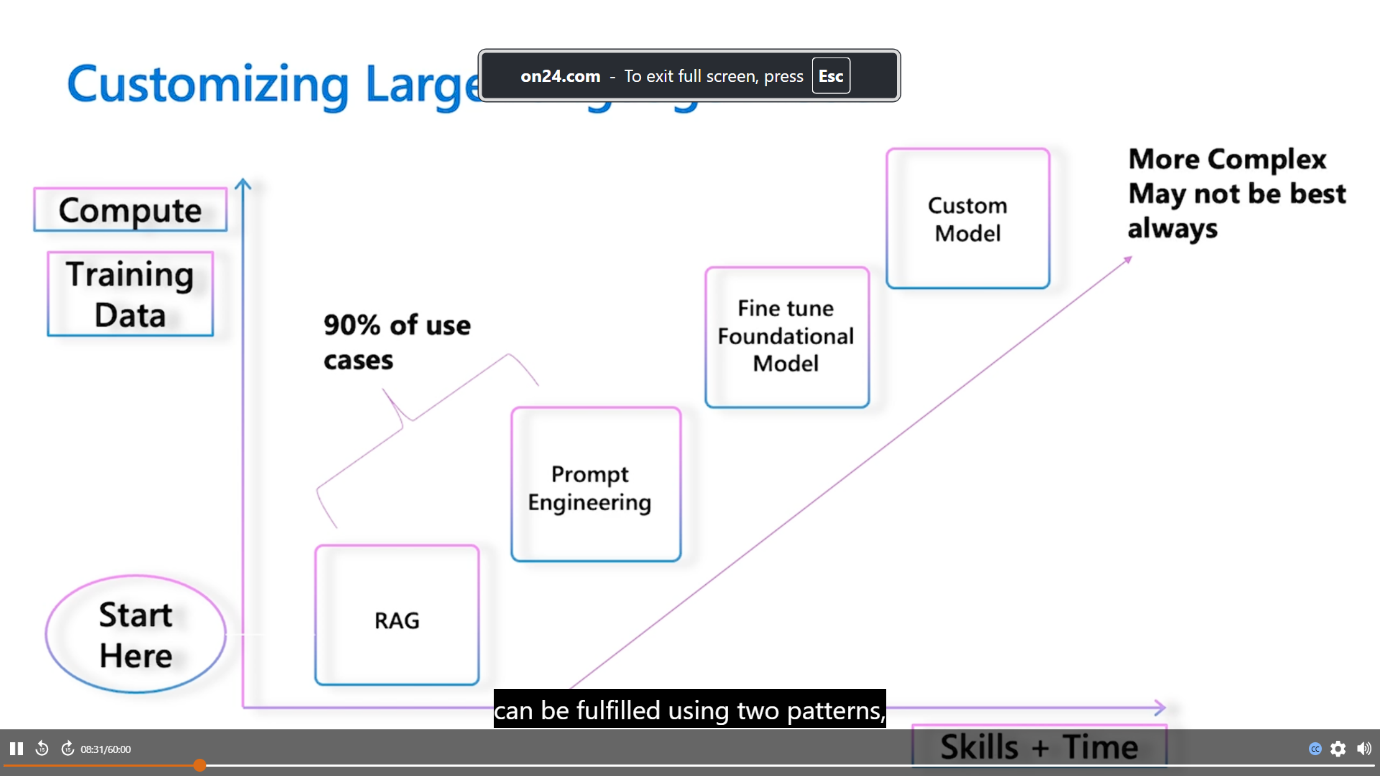 Customizing Large
on24.com - To exit full screen, press Esc
Compute
Training
Data
90% of use
cases
Start
Here
RAG
Prompt
Engineering
Fine tune
Foundational
Model
Custom
Model
More Complex
May not be best
always
can be fulfilled using two patterns,
Skills + Time
08:31/60:00
CC